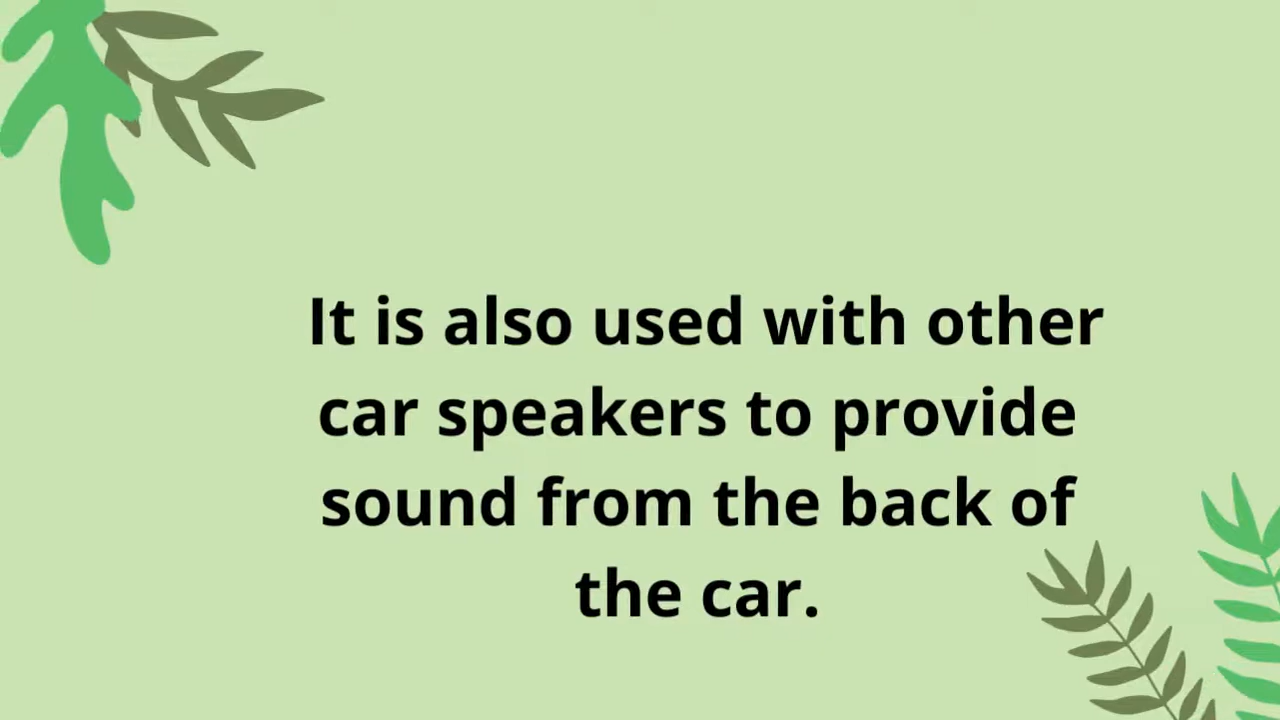 It is also used with other
car speakers to provide
sound from the back of
the car.